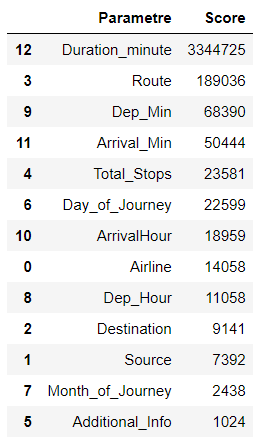 Parametre Score
12 Duration_minute 3344725
3 Route 189036
9 Dep_Min 68390
11 Arrival_Min 50444
4 Total_Stops 23581
6 Day_of_Journey 22599
10 ArrivalHour 18959
0 Airline 14058
8 Dep_Hour 11058
2 Destination 9141
1 Source 7392
7 Month_of_Journey 2438
5 Additional_Info 1024